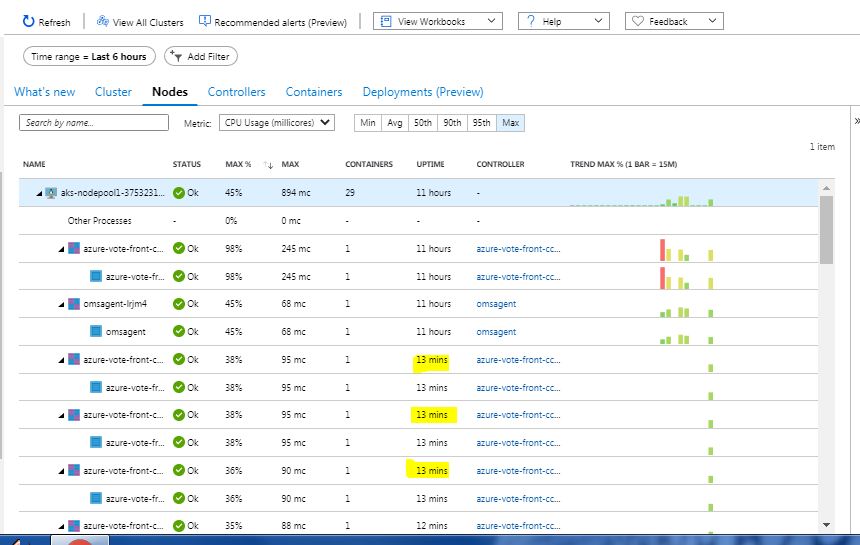 Refresh View All Clusters Recommended alerts (Preview) View Workbooks Help Feedback
Time range = Last 6 hours Add Filter
What's new Cluster Nodes Controllers Containers Deployments (Preview)
Search by name... Metric: CPU Usage (millicores) Min Avg 50th 90th 95th Max
1 item
NAME STATUS MAX % MAX CONTAINERS UPTIME CONTROLLER TREND MAX % (1 BAR = 15M)
aks-nodepool1-3753231... Ok 45% 894 mc 29 11 hours -
Other Processes - 0% 0 mc - - -
azure-vote-front-c... Ok 98% 245 mc 1 11 hours azure-vote-front-cc...
azure-vote-fr... Ok 98% 245 mc 1 11 hours azure-vote-front-cc...
omsagent-lrjm4 Ok 45% 68 mc 1 11 hours omsagent
omsagent Ok 45% 68 mc 1 11 hours omsagent
azure-vote-front-c... Ok 38% 95 mc 1 13 mins azure-vote-front-cc...
azure-vote-fr... Ok 38% 95 mc 1 13 mins azure-vote-front-cc...
azure-vote-front-c... Ok 38% 95 mc 1 13 mins azure-vote-front-cc...
azure-vote-fr... Ok 38% 95 mc 1 13 mins azure-vote-front-cc...
azure-vote-front-c... Ok 36% 90 mc 1 13 mins azure-vote-front-cc...
azure-vote-fr... Ok 36% 90 mc 1 13 mins azure-vote-front-cc...
azure-vote-front-c... Ok 35% 88 mc 1 12 mins azure-vote-front-cc...